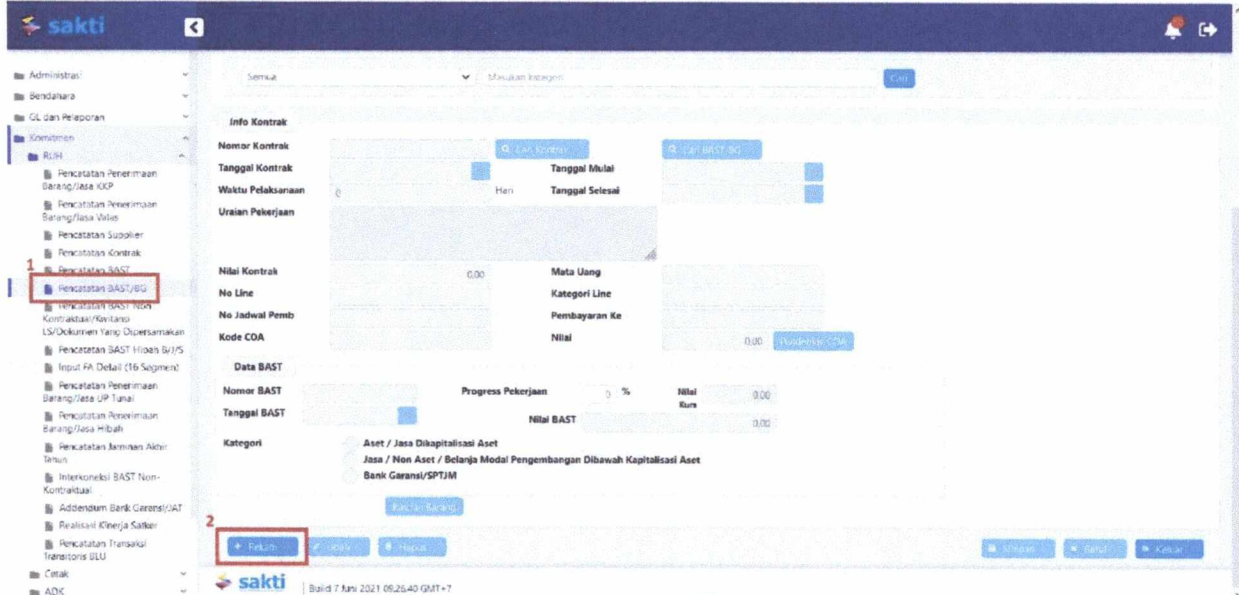 sakti
Administrasi
Bendahara
GL dan Pelaporan
Komitmen
RUH
Pencatatan Penerimaan
Barang/Jasa KKP
Pencatatan Penerimaan
Barang/Jasa Valas
Pencatatan Supplier
Pencatatan Kontrak
1
Pencatatan BAST
Pencatatan BAST/BG
Pencatatan BAST Non
Kontraktual/Kwitansi
LS/Dokumen Yang Dipersamakan
Pencatatan BAST Hibah B/J/S
Input FA Detail (16 Segmen)
Pencatatan Penerimaan
Barang/Jasa UP Tunai
Pencatatan Penerimaan
Barang/Jasa Hibah
Pencatatan Jaminan Akhir
Tahun
Interkoneksi BAST Non-
Kontraktual
Addendum Bank Garansi/JAT
Realisasi Kinerja Satker
Pencatatan Transaksi
Transitoris BLU
Cetak
ADK
Semua Masukan kategori Cari
Info Kontrak
Nomor Kontrak Cari Kontrak Cari BAST-BG
Tanggal Kontrak Tanggal Mulai
Waktu Pelaksanaan 0 Hari Tanggal Selesai
Uraian Pekerjaan
Nilai Kontrak 0,00 Mata Uang
No Line Kategori Line
No Jadwal Pemb Pembayaran Ke
Kode COA Nilai 0,00 COA
Data BAST
Nomor BAST Progress Pekerjaan 0 % Nilai Kurs 0,00
Tanggal BAST Nilai BAST 0,00
Kategori Aset / Jasa Dikapitalisasi Aset
Jasa / Non Aset / Belanja Modal Pengembangan Dibawah Kapitalisasi Aset
Bank Garansi/SPTJM
Rincian Barang
2
+ Rekam Ubah Hapus Simpan Batal Keluar
sakti Build 7 Juni 2021 09.26.40 GMT+7